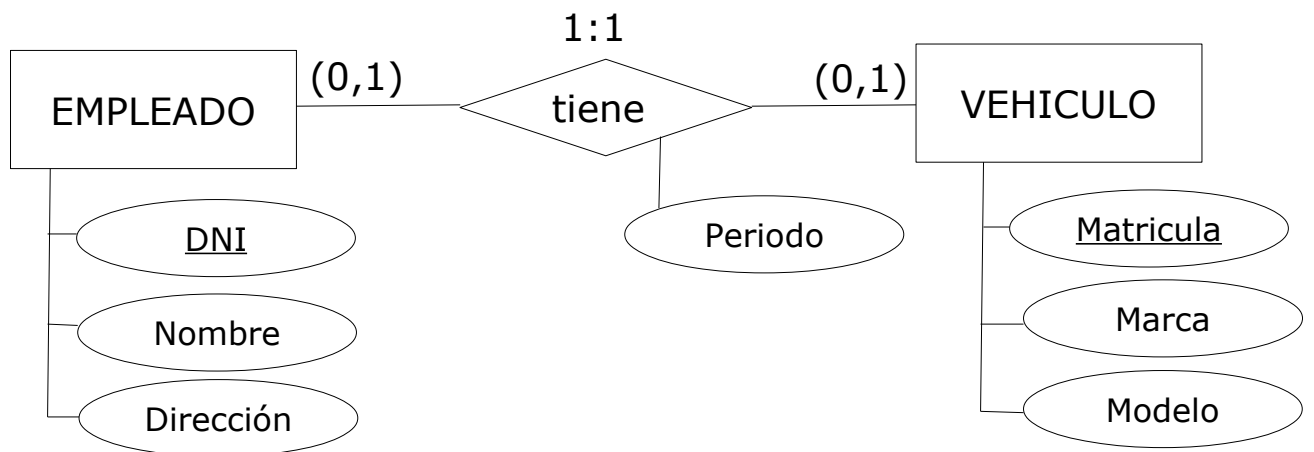 1:1
EMPLEADO
(0,1)
tiene
(0,1)
VEHICULO
DNI
Nombre
Dirección
Periodo
Matricula
Marca
Modelo